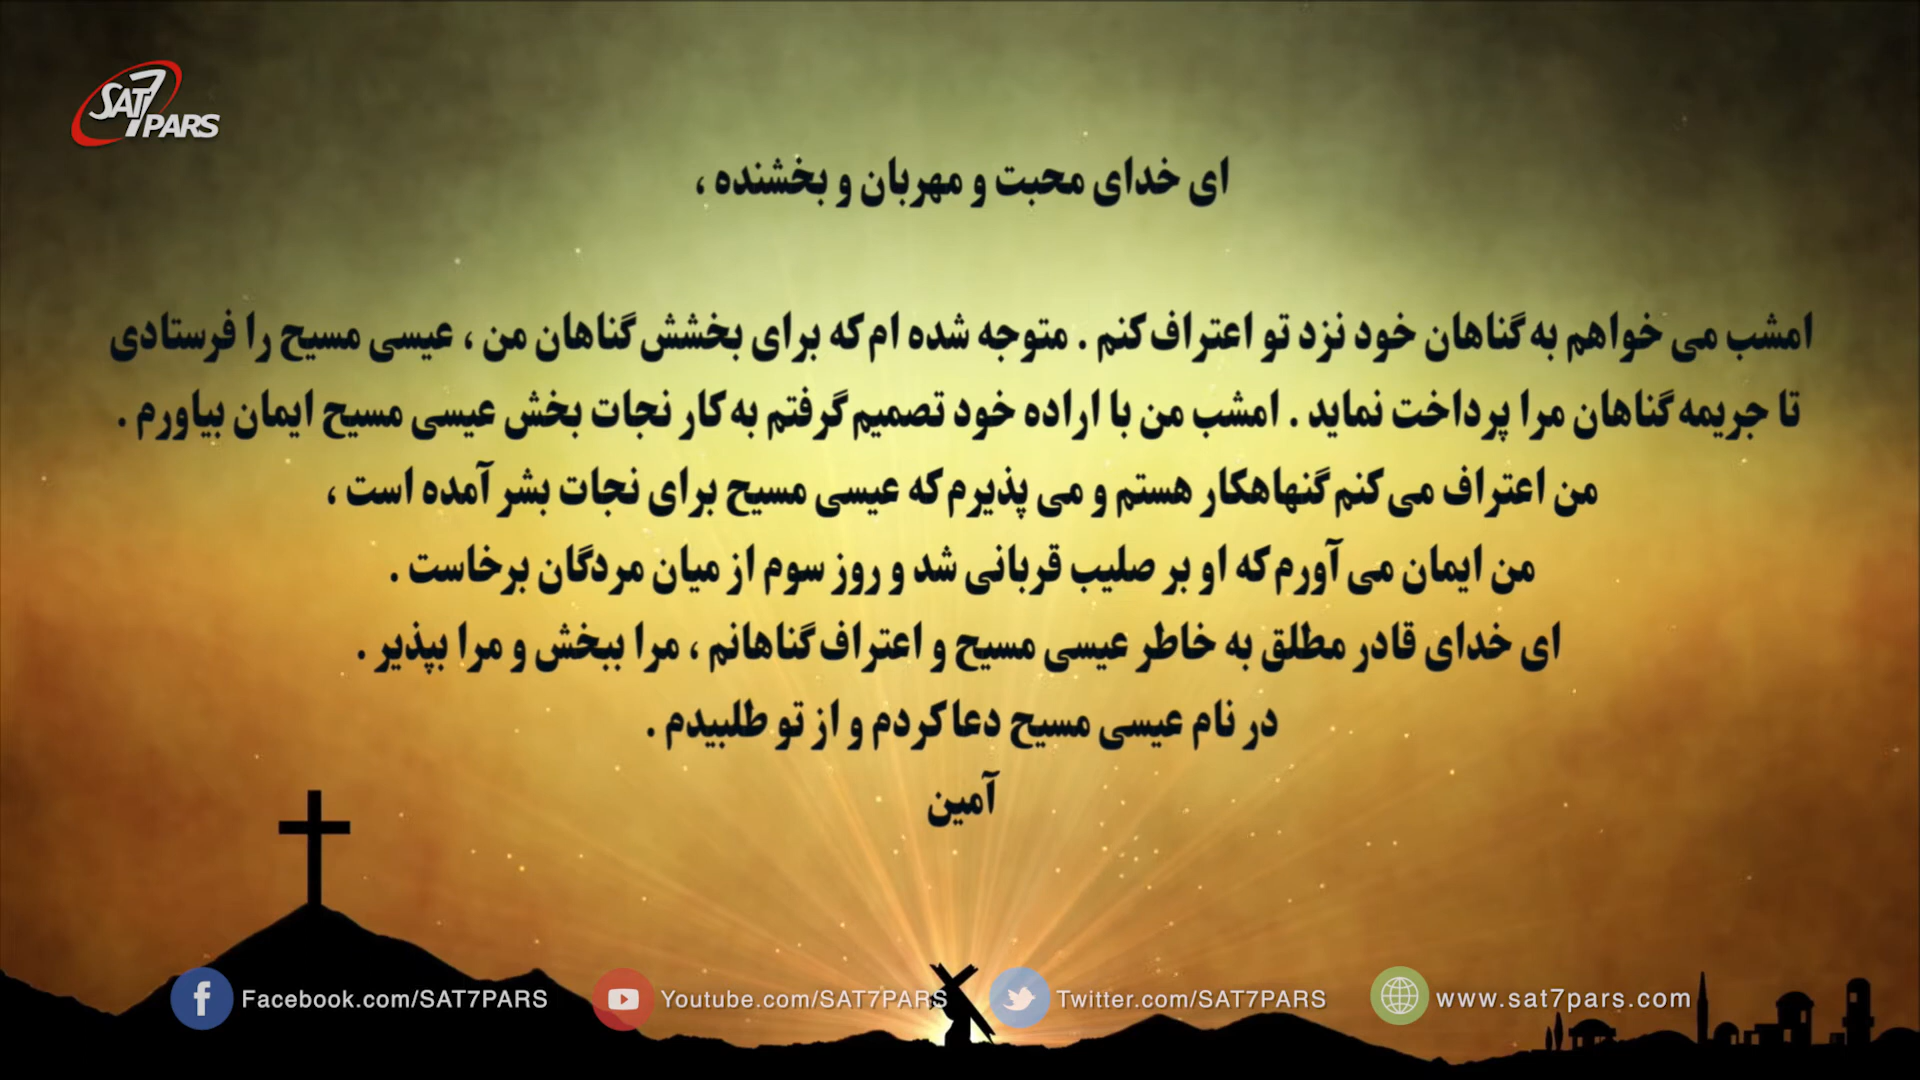 SAT7 PARS
ای خدای محبت و مهربان و بخشنده ،
امشب می خواهم به گناهان خود نزد تو اعتراف کنم . متوجه شده ام که برای بخشش گناهان من ، عیسی مسیح را فرستادی
تا جریمه گناهان مرا پرداخت نماید . امشب من با اراده خود تصمیم گرفتم به کار نجات بخش عیسی مسیح ایمان بیاورم .
من اعتراف می کنم گنهاهکار هستم و می پذیرم که عیسی مسیح برای نجات بشر آمده است ،
من ایمان می آورم که او بر صلیب قربانی شد و روز سوم از میان مردگان برخاست .
ای خدای قادر مطلق به خاطر عیسی مسیح و اعتراف گناهانم ، مرا ببخش و مرا بپذیر .
در نام عیسی مسیح دعا کردم و از تو طلبیدم .
آمین
Facebook.com/SAT7PARS Youtube.com/SAT7PARS Twitter.com/SAT7PARS www.sat7pars.com